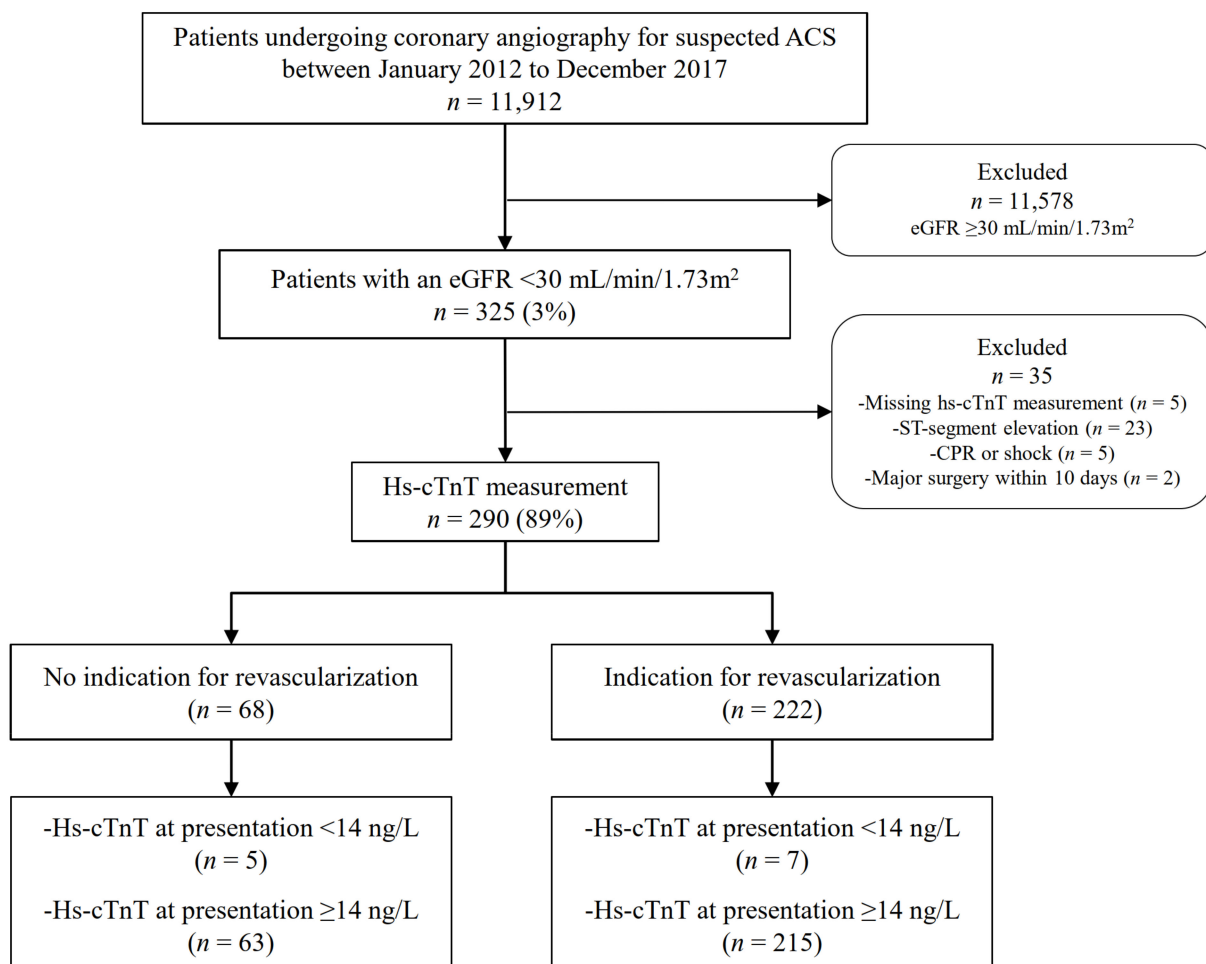 Patients undergoing coronary angiography for suspected ACS
between January 2012 to December 2017
n = 11,912
Excluded
n = 11,578
eGFR ≥30 mL/min/1.73m²
Patients with an eGFR <30 mL/min/1.73m²
n = 325 (3%)
Excluded
n = 35
-Missing hs-cTnT measurement (n = 5)
-ST-segment elevation (n = 23)
-CPR or shock (n = 5)
-Major surgery within 10 days (n = 2)
Hs-cTnT measurement
n = 290 (89%)
No indication for revascularization
(n = 68)
Indication for revascularization
(n = 222)
-Hs-cTnT at presentation <14 ng/L
(n = 5)
-Hs-cTnT at presentation ≥14 ng/L
(n = 63)
-Hs-cTnT at presentation <14 ng/L
(n = 7)
-Hs-cTnT at presentation ≥14 ng/L
(n = 215)